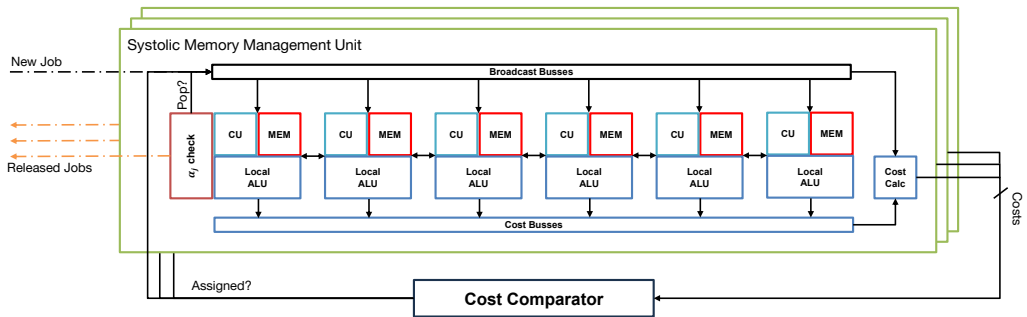 Systolic Memory Management Unit
New Job
Broadcast Busses
Pop?
αj check
CU MEM CU MEM CU MEM CU MEM CU MEM CU MEM
Local ALU Local ALU Local ALU Local ALU Local ALU Local ALU
Released Jobs
Cost Calc
Costs
Cost Busses
Assigned?
Cost Comparator